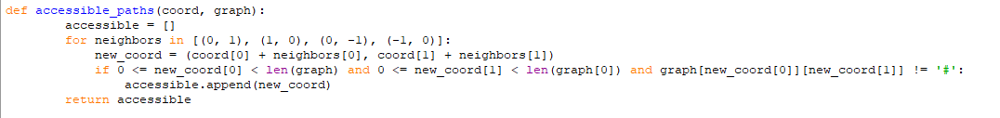 def accessible_paths(coord, graph):
        accessible = []
        for neighbors in [(0, 1), (1, 0), (0, -1), (-1, 0)]:
            new_coord = (coord[0] + neighbors[0], coord[1] + neighbors[1])
            if 0 <= new_coord[0] < len(graph) and 0 <= new_coord[1] < len(graph[0]) and graph[new_coord[0]][new_coord[1]] != '#':
                accessible.append(new_coord)
        return accessible